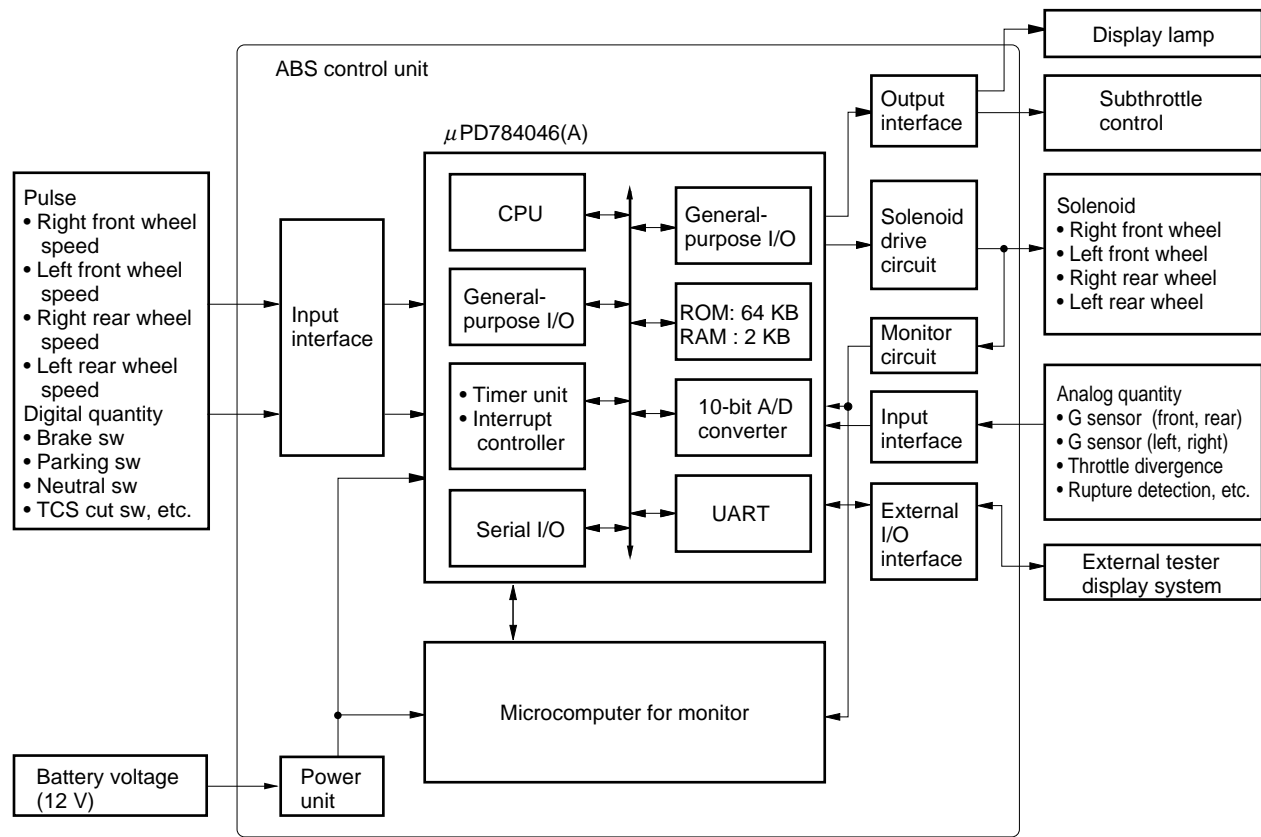 Display lamp
ABS control unit
Output
interface
Subthrottle
control
μPD784046(A)
Pulse
• Right front wheel
speed
• Left front wheel
speed
• Right rear wheel
speed
• Left rear wheel
speed
Digital quantity
• Brake sw
• Parking sw
• Neutral sw
• TCS cut sw, etc.
Input
interface
CPU
General-
purpose I/O
• Timer unit
• Interrupt
controller
Serial I/O
General-
purpose I/O
ROM: 64 KB
RAM : 2 KB
10-bit A/D
converter
UART
Solenoid
drive
circuit
Monitor
circuit
Input
interface
External
I/O
interface
Solenoid
• Right front wheel
• Left front wheel
• Right rear wheel
• Left rear wheel
Analog quantity
• G sensor (front, rear)
• G sensor (left, right)
• Throttle divergence
• Rupture detection, etc.
External tester
display system
Microcomputer for monitor
Battery voltage
(12 V)
Power
unit